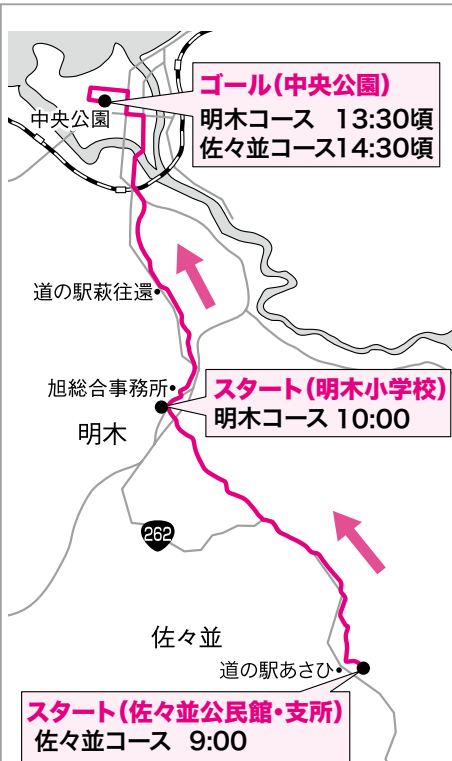 ゴール(中央公園)
明木コース 13:30頃
佐々並コース14:30頃
中央公園
道の駅萩往還
旭総合事務所
スタート(明木小学校)
明木コース 10:00
明木
262
佐々並
道の駅あさひ
スタート(佐々並公民館・支所)
佐々並コース 9:00